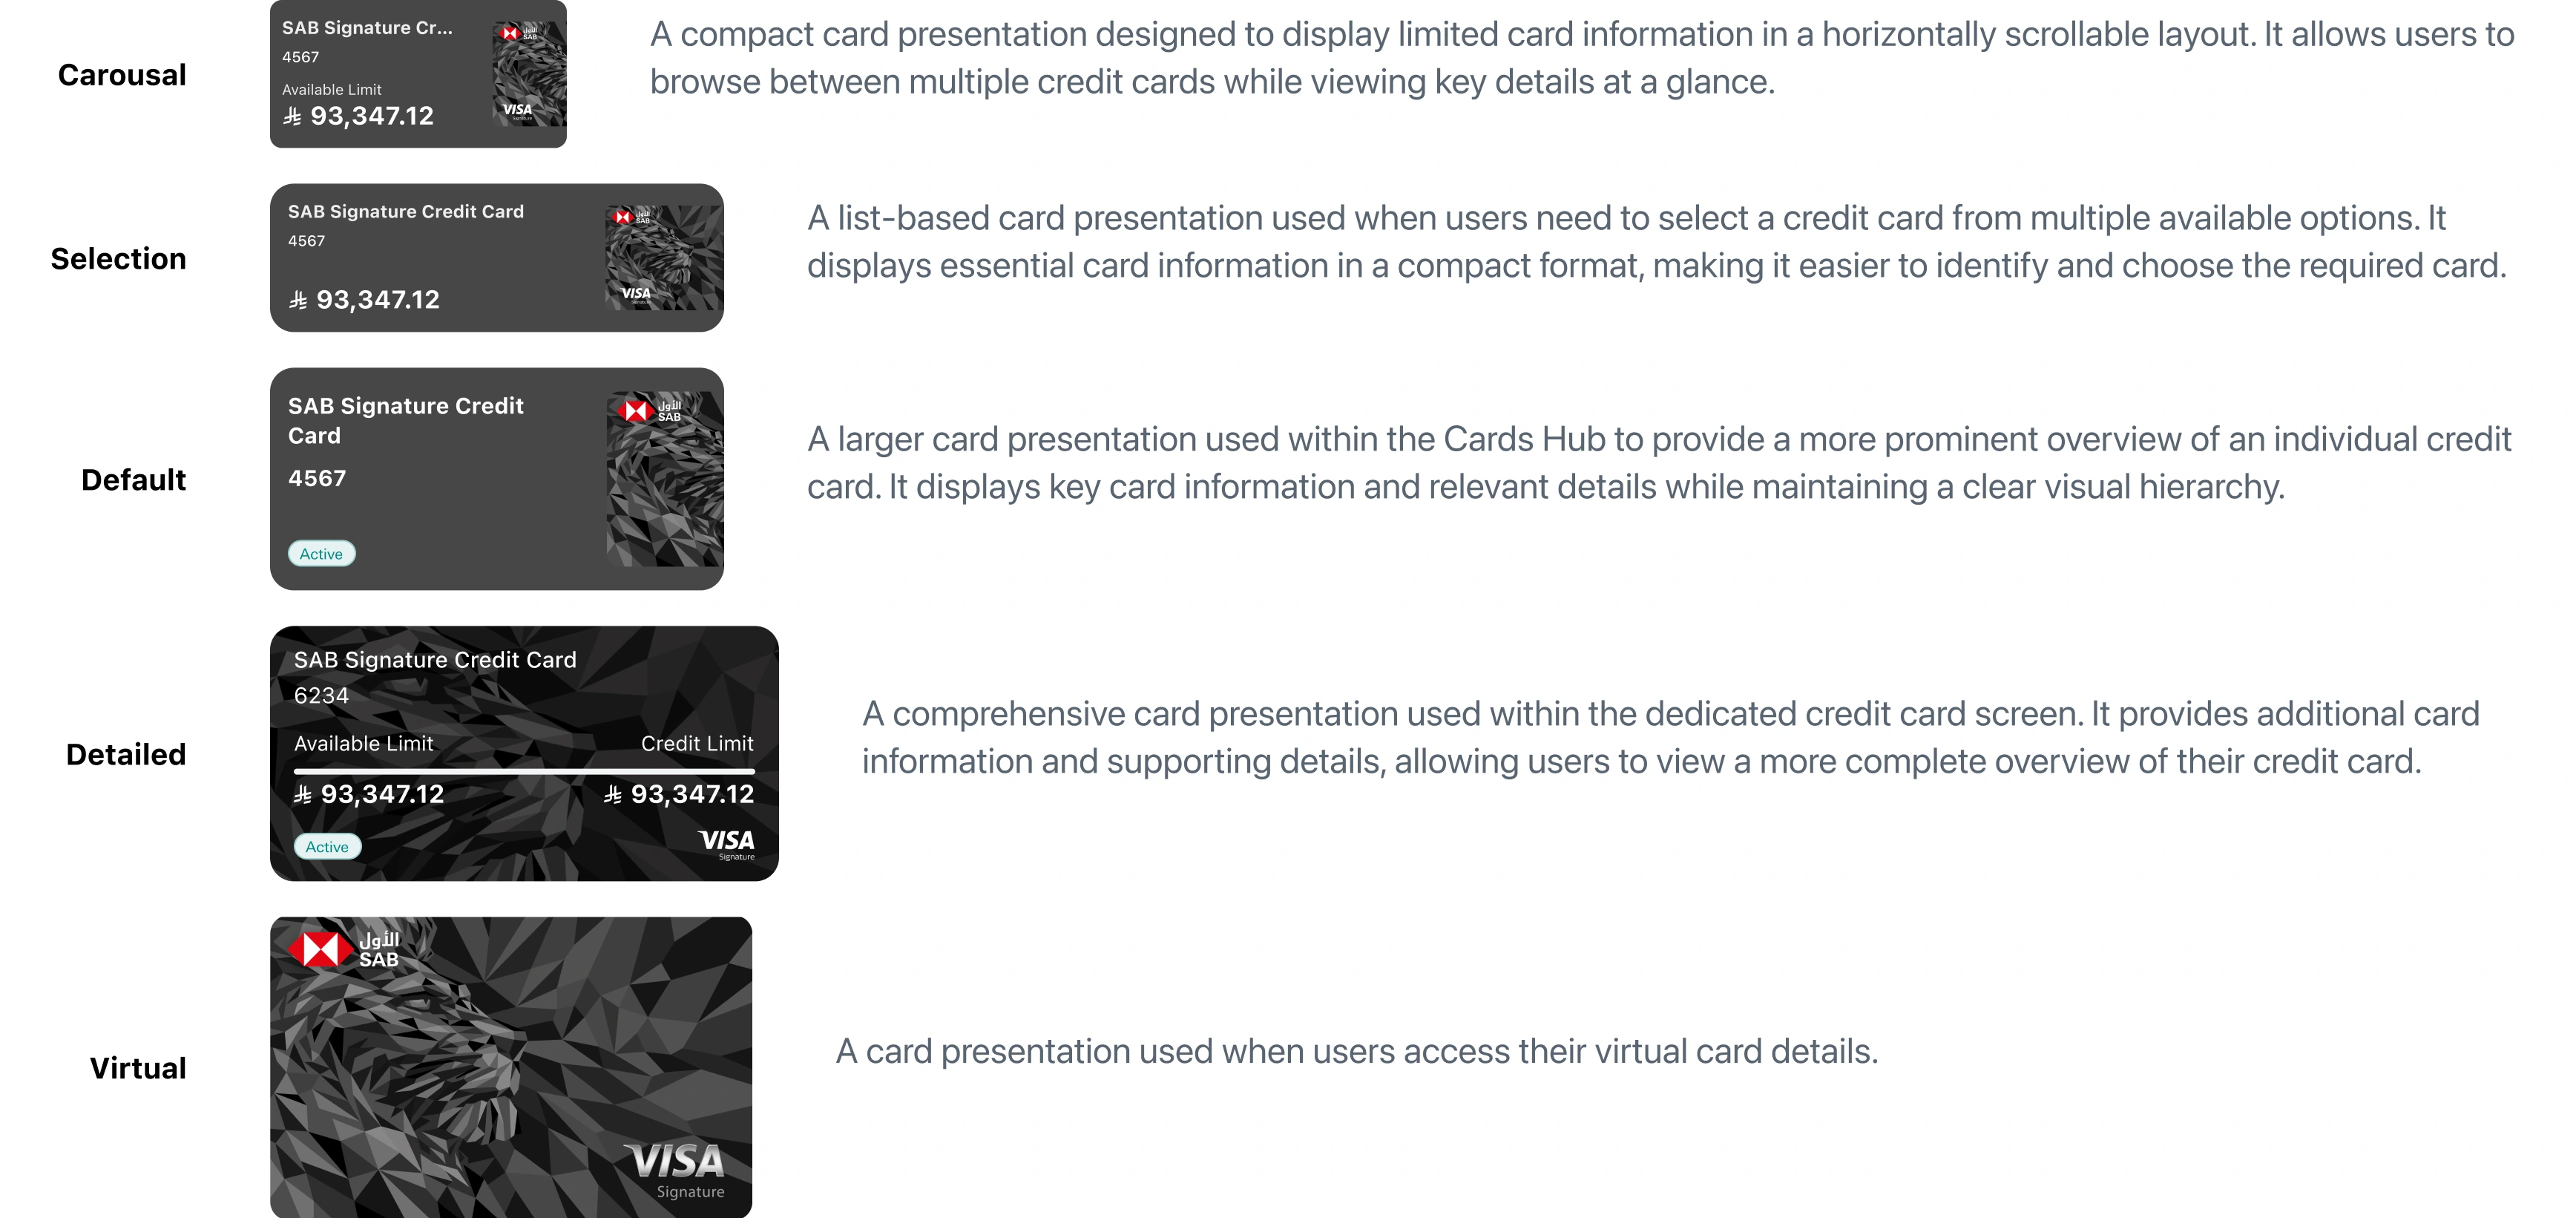 Carousal
SAB Signature Cr...
4567
Available Limit
93,347.12
الأول
SAB
VISA
Signature
A compact card presentation designed to display limited card information in a horizontally scrollable layout. It allows users to
browse between multiple credit cards while viewing key details at a glance.
Selection
SAB Signature Credit Card
4567
93,347.12
الأول
SAB
VISA
Signature
A list-based card presentation used when users need to select a credit card from multiple available options. It
displays essential card information in a compact format, making it easier to identify and choose the required card.
Default
SAB Signature Credit
Card
4567
Active
الأول
SAB
A larger card presentation used within the Cards Hub to provide a more prominent overview of an individual credit
card. It displays key card information and relevant details while maintaining a clear visual hierarchy.
Detailed
SAB Signature Credit Card
6234
Available Limit Credit Limit
93,347.12 93,347.12
Active
VISA
Signature
A comprehensive card presentation used within the dedicated credit card screen. It provides additional card
information and supporting details, allowing users to view a more complete overview of their credit card.
Virtual
الأول
SAB
VISA
Signature
A card presentation used when users access their virtual card details.